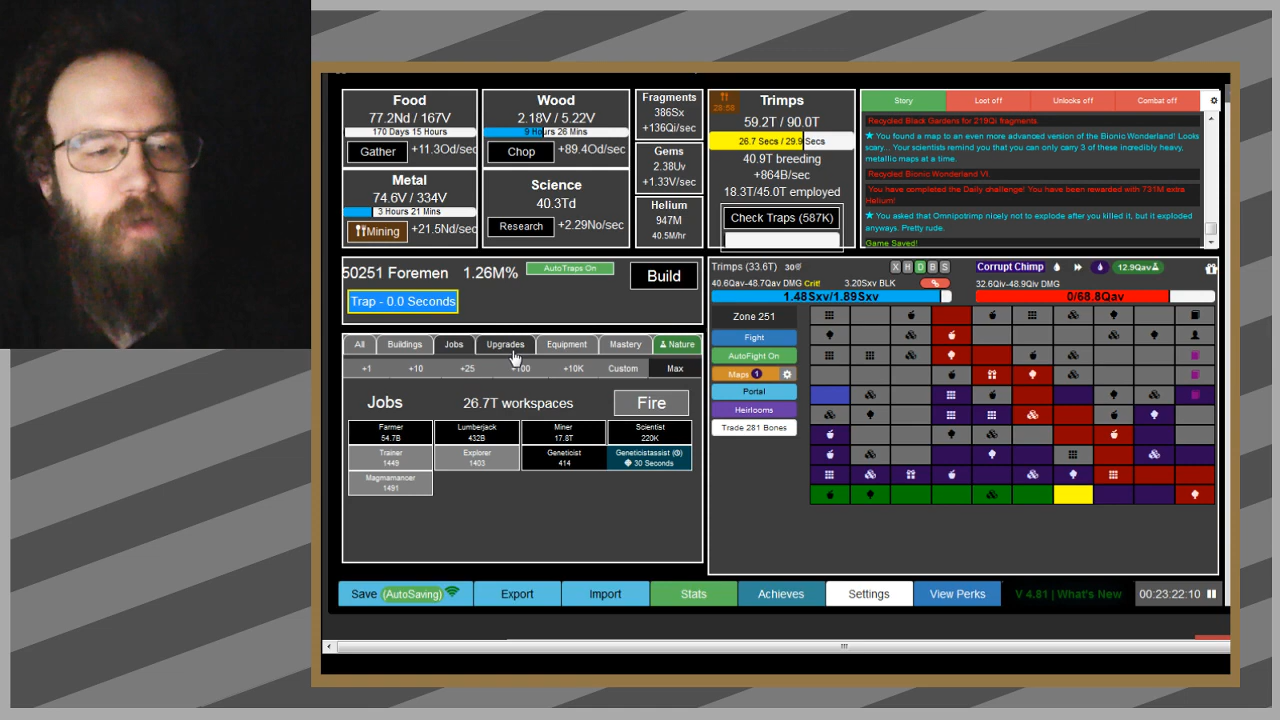 Food
77.2Nd / 167V
170 Days 15 Hours
Gather
+11.3Od/sec
Wood
2.18V / 5.22V
9 Hours 26 Mins
Chop
+89.4Od/sec
Metal
74.6V / 334V
3 Hours 21 Mins
Mining
+21.5Nd/sec
Science
40.3Td
Research
+2.29No/sec
Fragments
386Sx
+136Qi/sec
Gems
2.38Uv
+1.33V/sec
Helium
947M
40.5M/hr
28:58
Trimps
59.2T / 90.0T
26.7 Secs / 29.9 Secs
40.9T breeding
+864B/sec
18.3T/45.0T employed
Check Traps (587K)
Story
Loot off
Unlocks off
Combat off
Recycled Black Gardens for 219Qi fragments.
★ You found a map to an even more advanced version of the Bionic Wonderland! Looks
scary... Your scientists remind you that you can only carry 3 of these incredibly heavy,
metallic maps at a time.
Recycled Bionic Wonderland VI.
You have completed the Daily challenge! You have been rewarded with 731M extra
Helium!
★ You asked that Omnipotrimp nicely not to explode after you killed it, but it exploded
anyways. Pretty rude.
Game Saved!
50251 Foremen
1.26M%
AutoTraps On
Build
Trap - 0.0 Seconds
All
Buildings
Jobs
Upgrades
Equipment
Mastery
Nature
+1
+10
+25
+100
+10K
Custom
Max
Jobs
26.7T workspaces
Fire
Farmer
54.7B
Lumberjack
432B
Miner
17.8T
Scientist
220K
Trainer
1449
Explorer
1403
Geneticist
414
Geneticistassist
30 Seconds
Magmamancer
1491
Trimps (33.6T)
30
X H D B S
40.6Qav-48.7Qav DMG Crit!
3.20Sxv BLK
1.48Sxv/1.89Sxv
Corrupt Chimp
12.9Qav
32.6Qiv-48.9Qiv DMG
0/68.8Qav
Zone 251
Fight
AutoFight On
Maps 1
Portal
Heirlooms
Trade 281 Bones
Save (AutoSaving)
Export
Import
Stats
Achieves
Settings
View Perks
V 4.81 | What's New
00:23:22:10